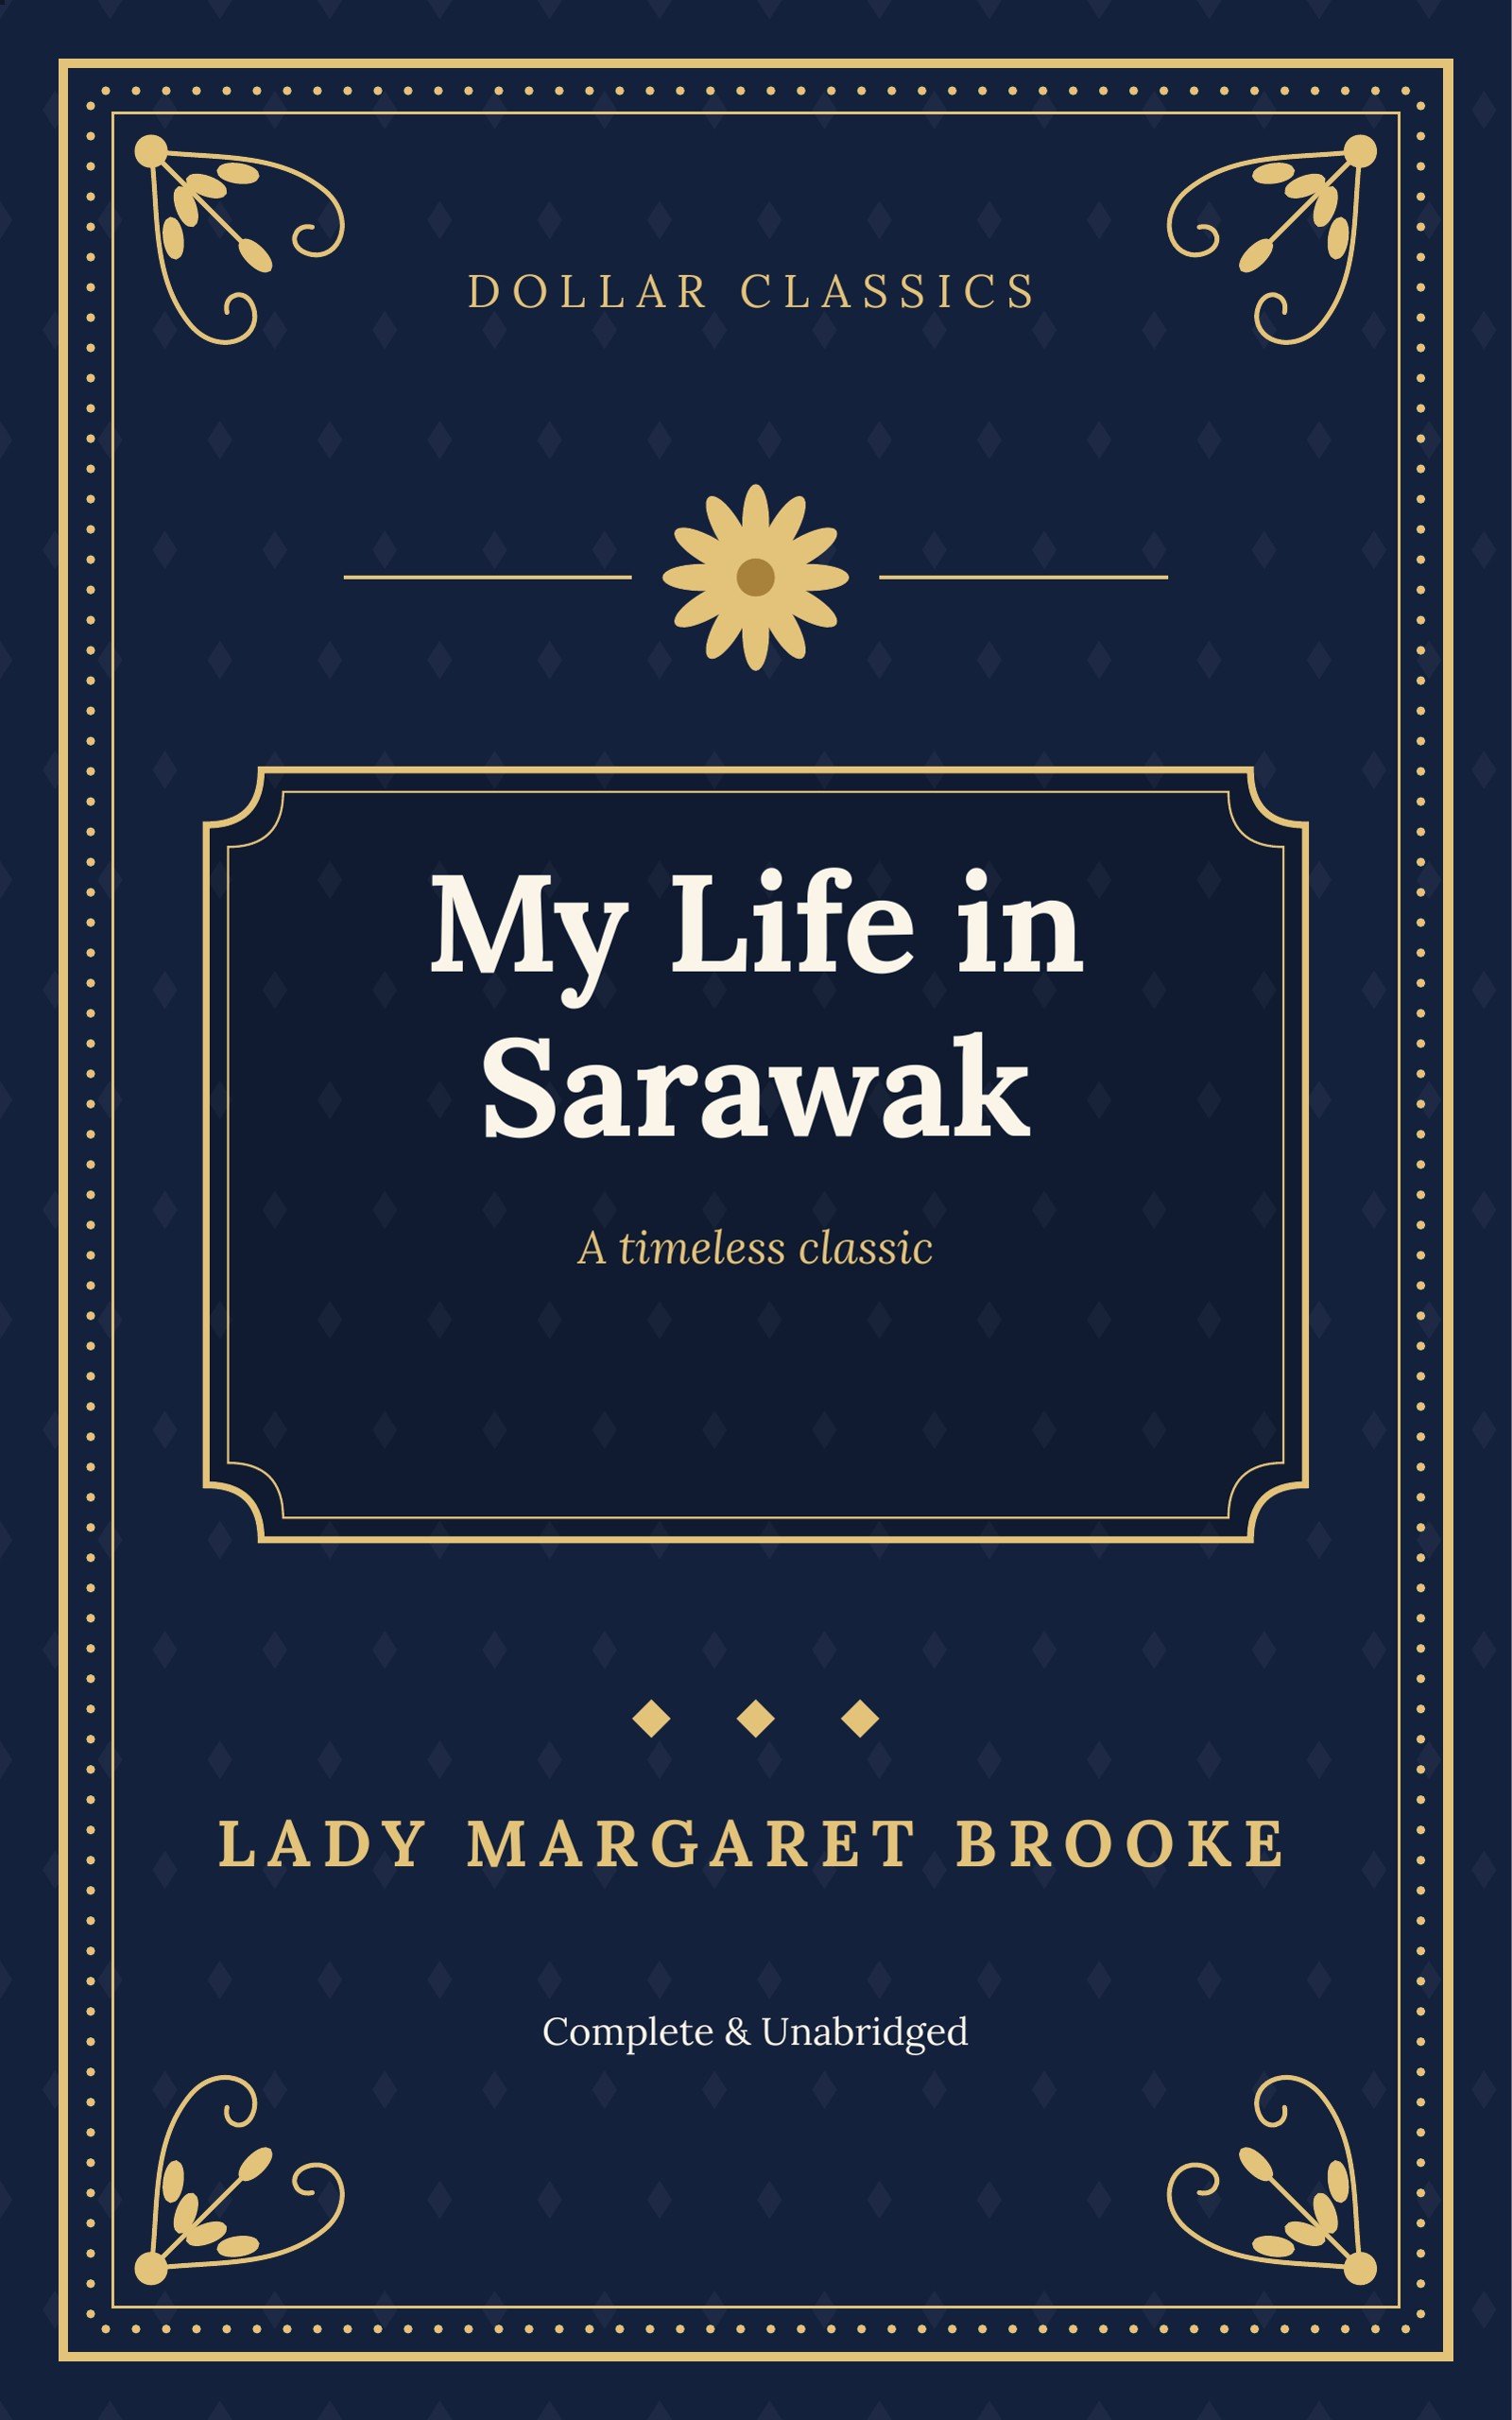 DOLLAR CLASSICS
My Life in
Sarawak
A timeless classic
LADY MARGARET BROOKE
Complete & Unabridged